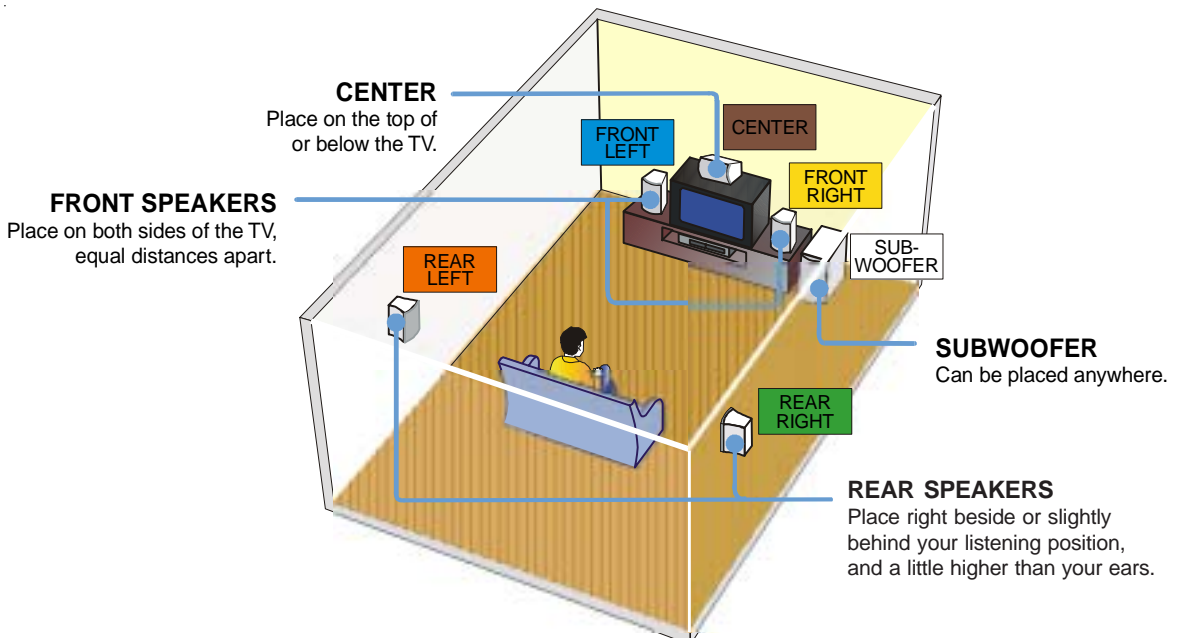 CENTER
Place on the top of
or below the TV.
FRONT SPEAKERS
Place on both sides of the TV,
equal distances apart.
FRONT
LEFT
CENTER
FRONT
RIGHT
SUB-
WOOFER
REAR
LEFT
SUBWOOFER
Can be placed anywhere.
REAR
RIGHT
REAR SPEAKERS
Place right beside or slightly
behind your listening position,
and a little higher than your ears.